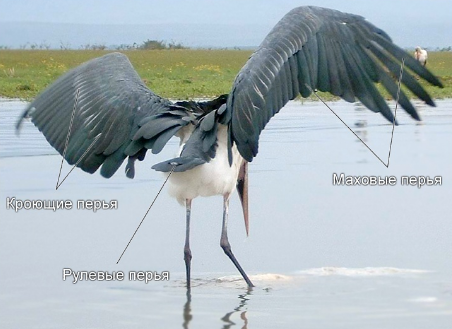 Маховые перья
Кроющие перья
Рулевые перья